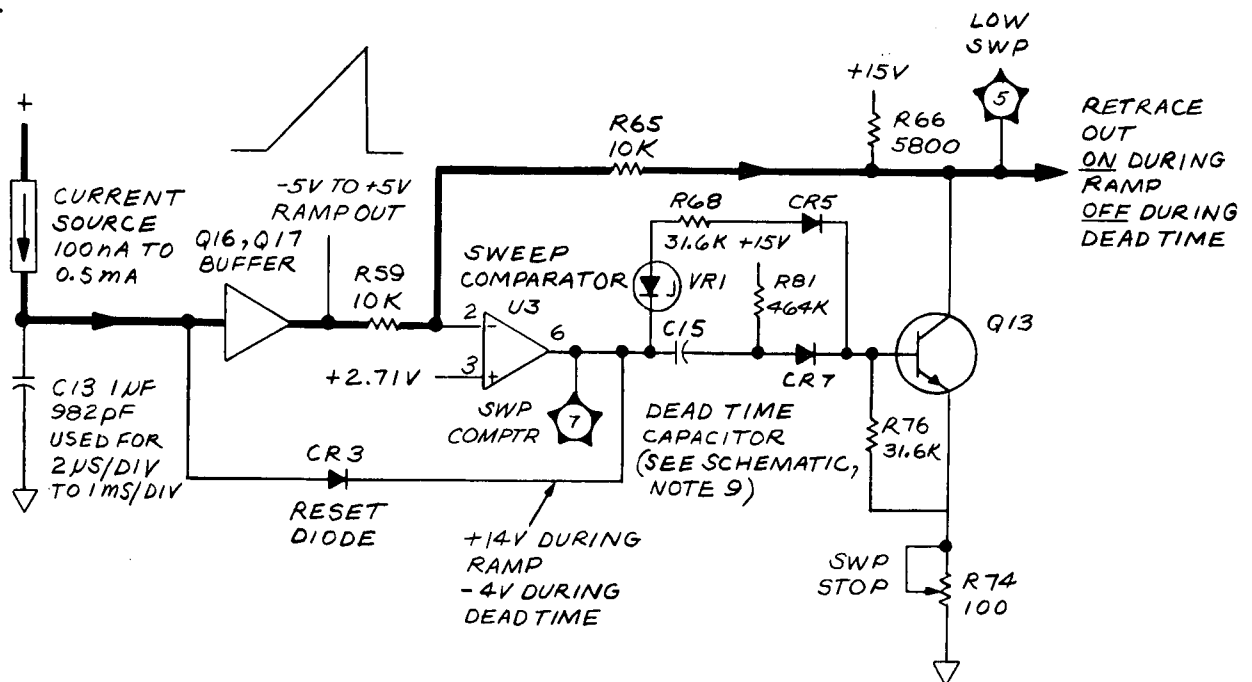 LOW
SWP
5
+15V
R66
5800
RETRACE
OUT
ON DURING
RAMP
OFF DURING
DEAD TIME
+
R65
10K
CURRENT
SOURCE
100nA TO
0.5mA
-5V TO +5V
RAMP OUT
Q16, Q17
BUFFER
R59
10K
SWEEP
COMPARATOR
U3
2
-
3
+
6
+2.71V
R68
31.6K
CR5
VR1
+15V
R81
464K
C15
CR7
Q13
C13 1µF
982pF
USED FOR
2µS/DIV
TO 1mS/DIV
SWP
COMPTR
7
DEAD TIME
CAPACITOR
(SEE SCHEMATIC,
NOTE 9)
R76
31.6K
CR3
RESET
DIODE
+14V DURING
RAMP
-4V DURING
DEAD TIME
SWP
STOP
R74
100